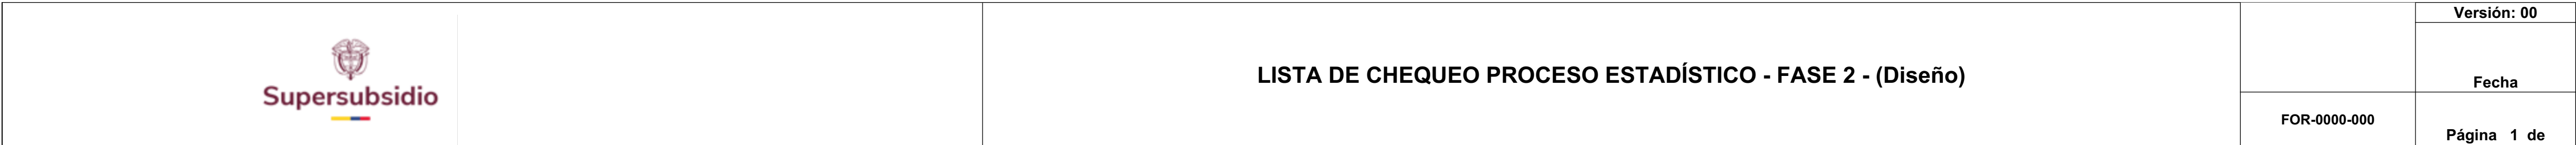 Versión: 00
Supersubsidio
LISTA DE CHEQUEO PROCESO ESTADÍSTICO - FASE 2 - (Diseño)
Fecha
FOR-0000-000
Página 1 de